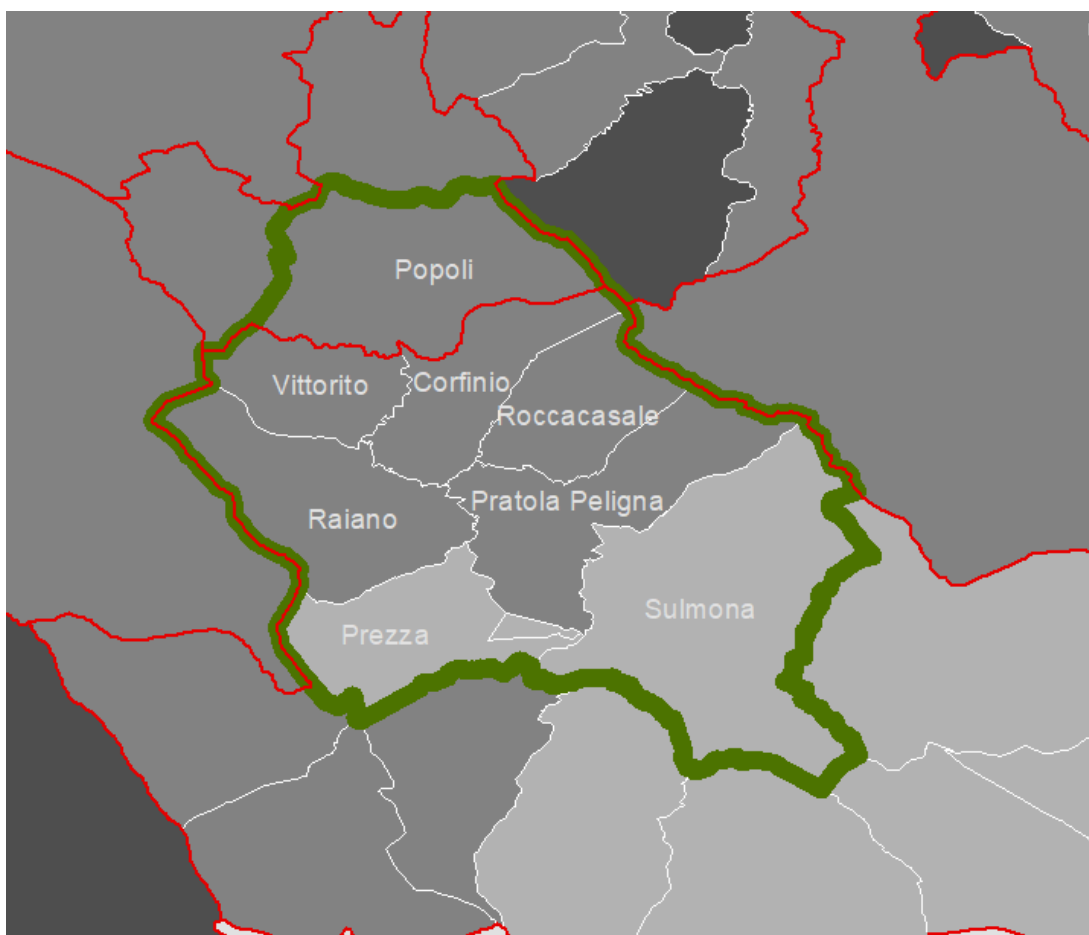 Popoli
Vittorito
Corfinio
Roccacasale
Raiano
Pratola Peligna
Prezza
Sulmona